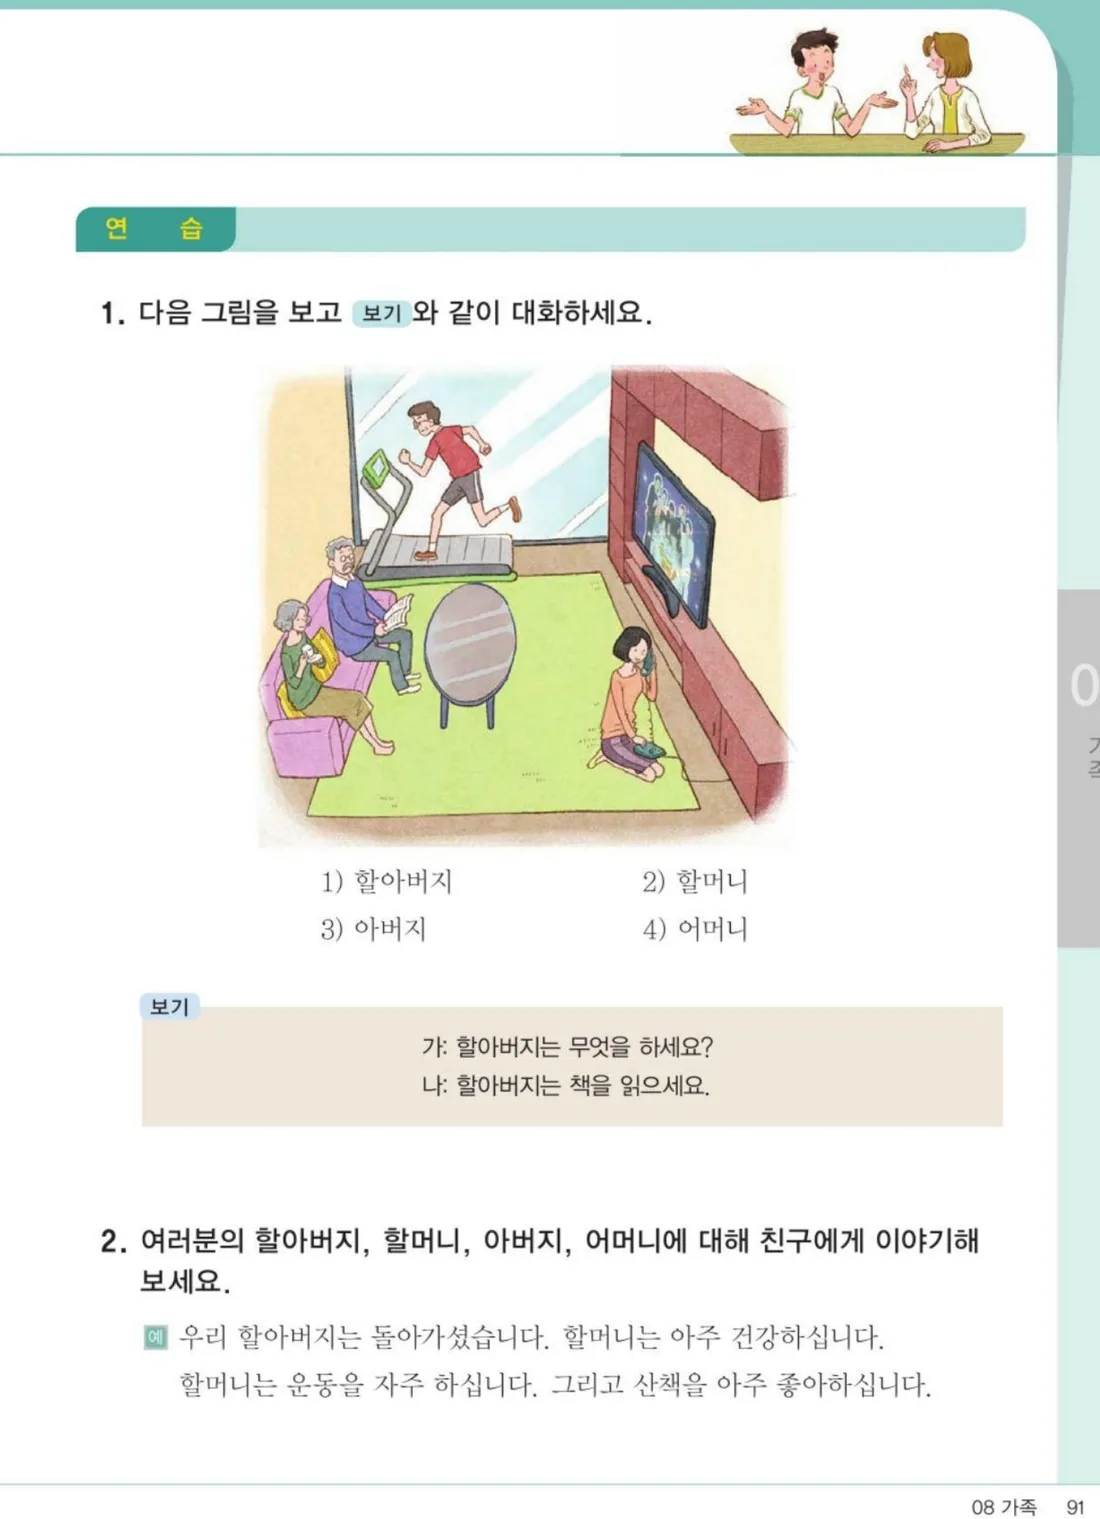 연 습
1. 다음 그림을 보고 보기와 같이 대화하세요.
1) 할아버지 2) 할머니
3) 아버지 4) 어머니
보기
가: 할아버지는 무엇을 하세요?
나: 할아버지는 책을 읽으세요.
2. 여러분의 할아버지, 할머니, 아버지, 어머니에 대해 친구에게 이야기해
보세요.
예 우리 할아버지는 돌아가셨습니다. 할머니는 아주 건강하십니다.
할머니는 운동을 자주 하십니다. 그리고 산책을 아주 좋아하십니다.
08 가족 91